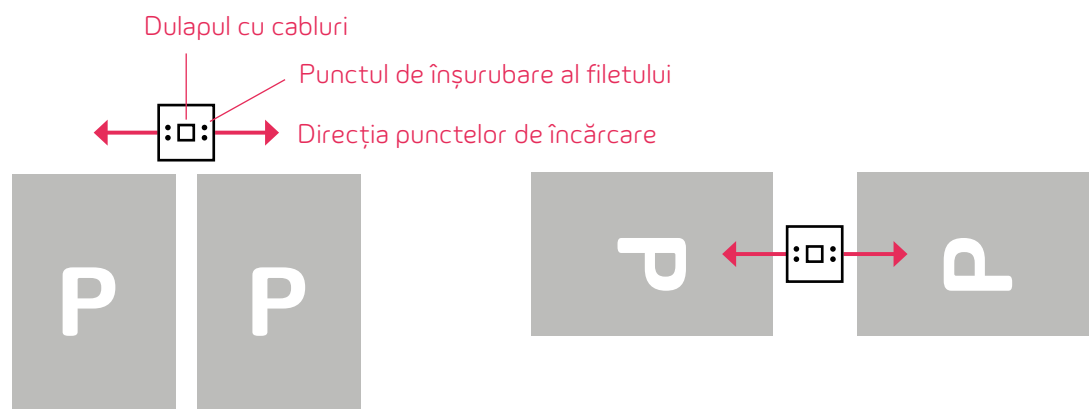 Dulapul cu cabluri
Punctul de înșurubare al filetului
Direcția punctelor de încărcare
P P
P P